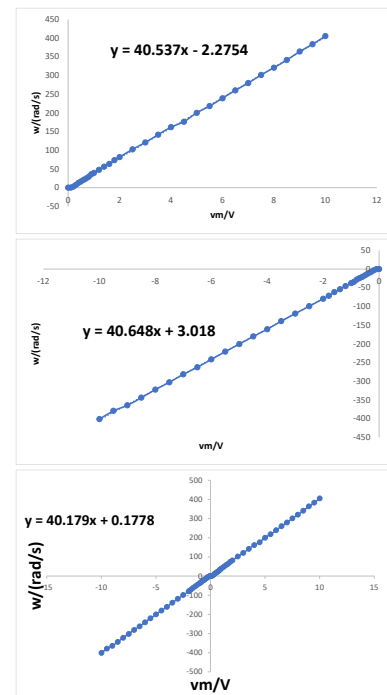 y = 40.537x - 2.2754
450
400
350
300
250
200
150
100
50
0
-50
0 2 4 6 8 10 12
w/(rad/s)
vm/V
y = 40.648x + 3.018
50
0
-50
-100
-150
-200
-250
-300
-350
-400
-450
-12 -10 -8 -6 -4 -2 0
w/(rad/s)
vm/V
y = 40.179x + 0.1778
500
400
300
200
100
0
-100
-200
-300
-400
-500
-15 -10 -5 0 5 10 15
w/(rad/s)
vm/V